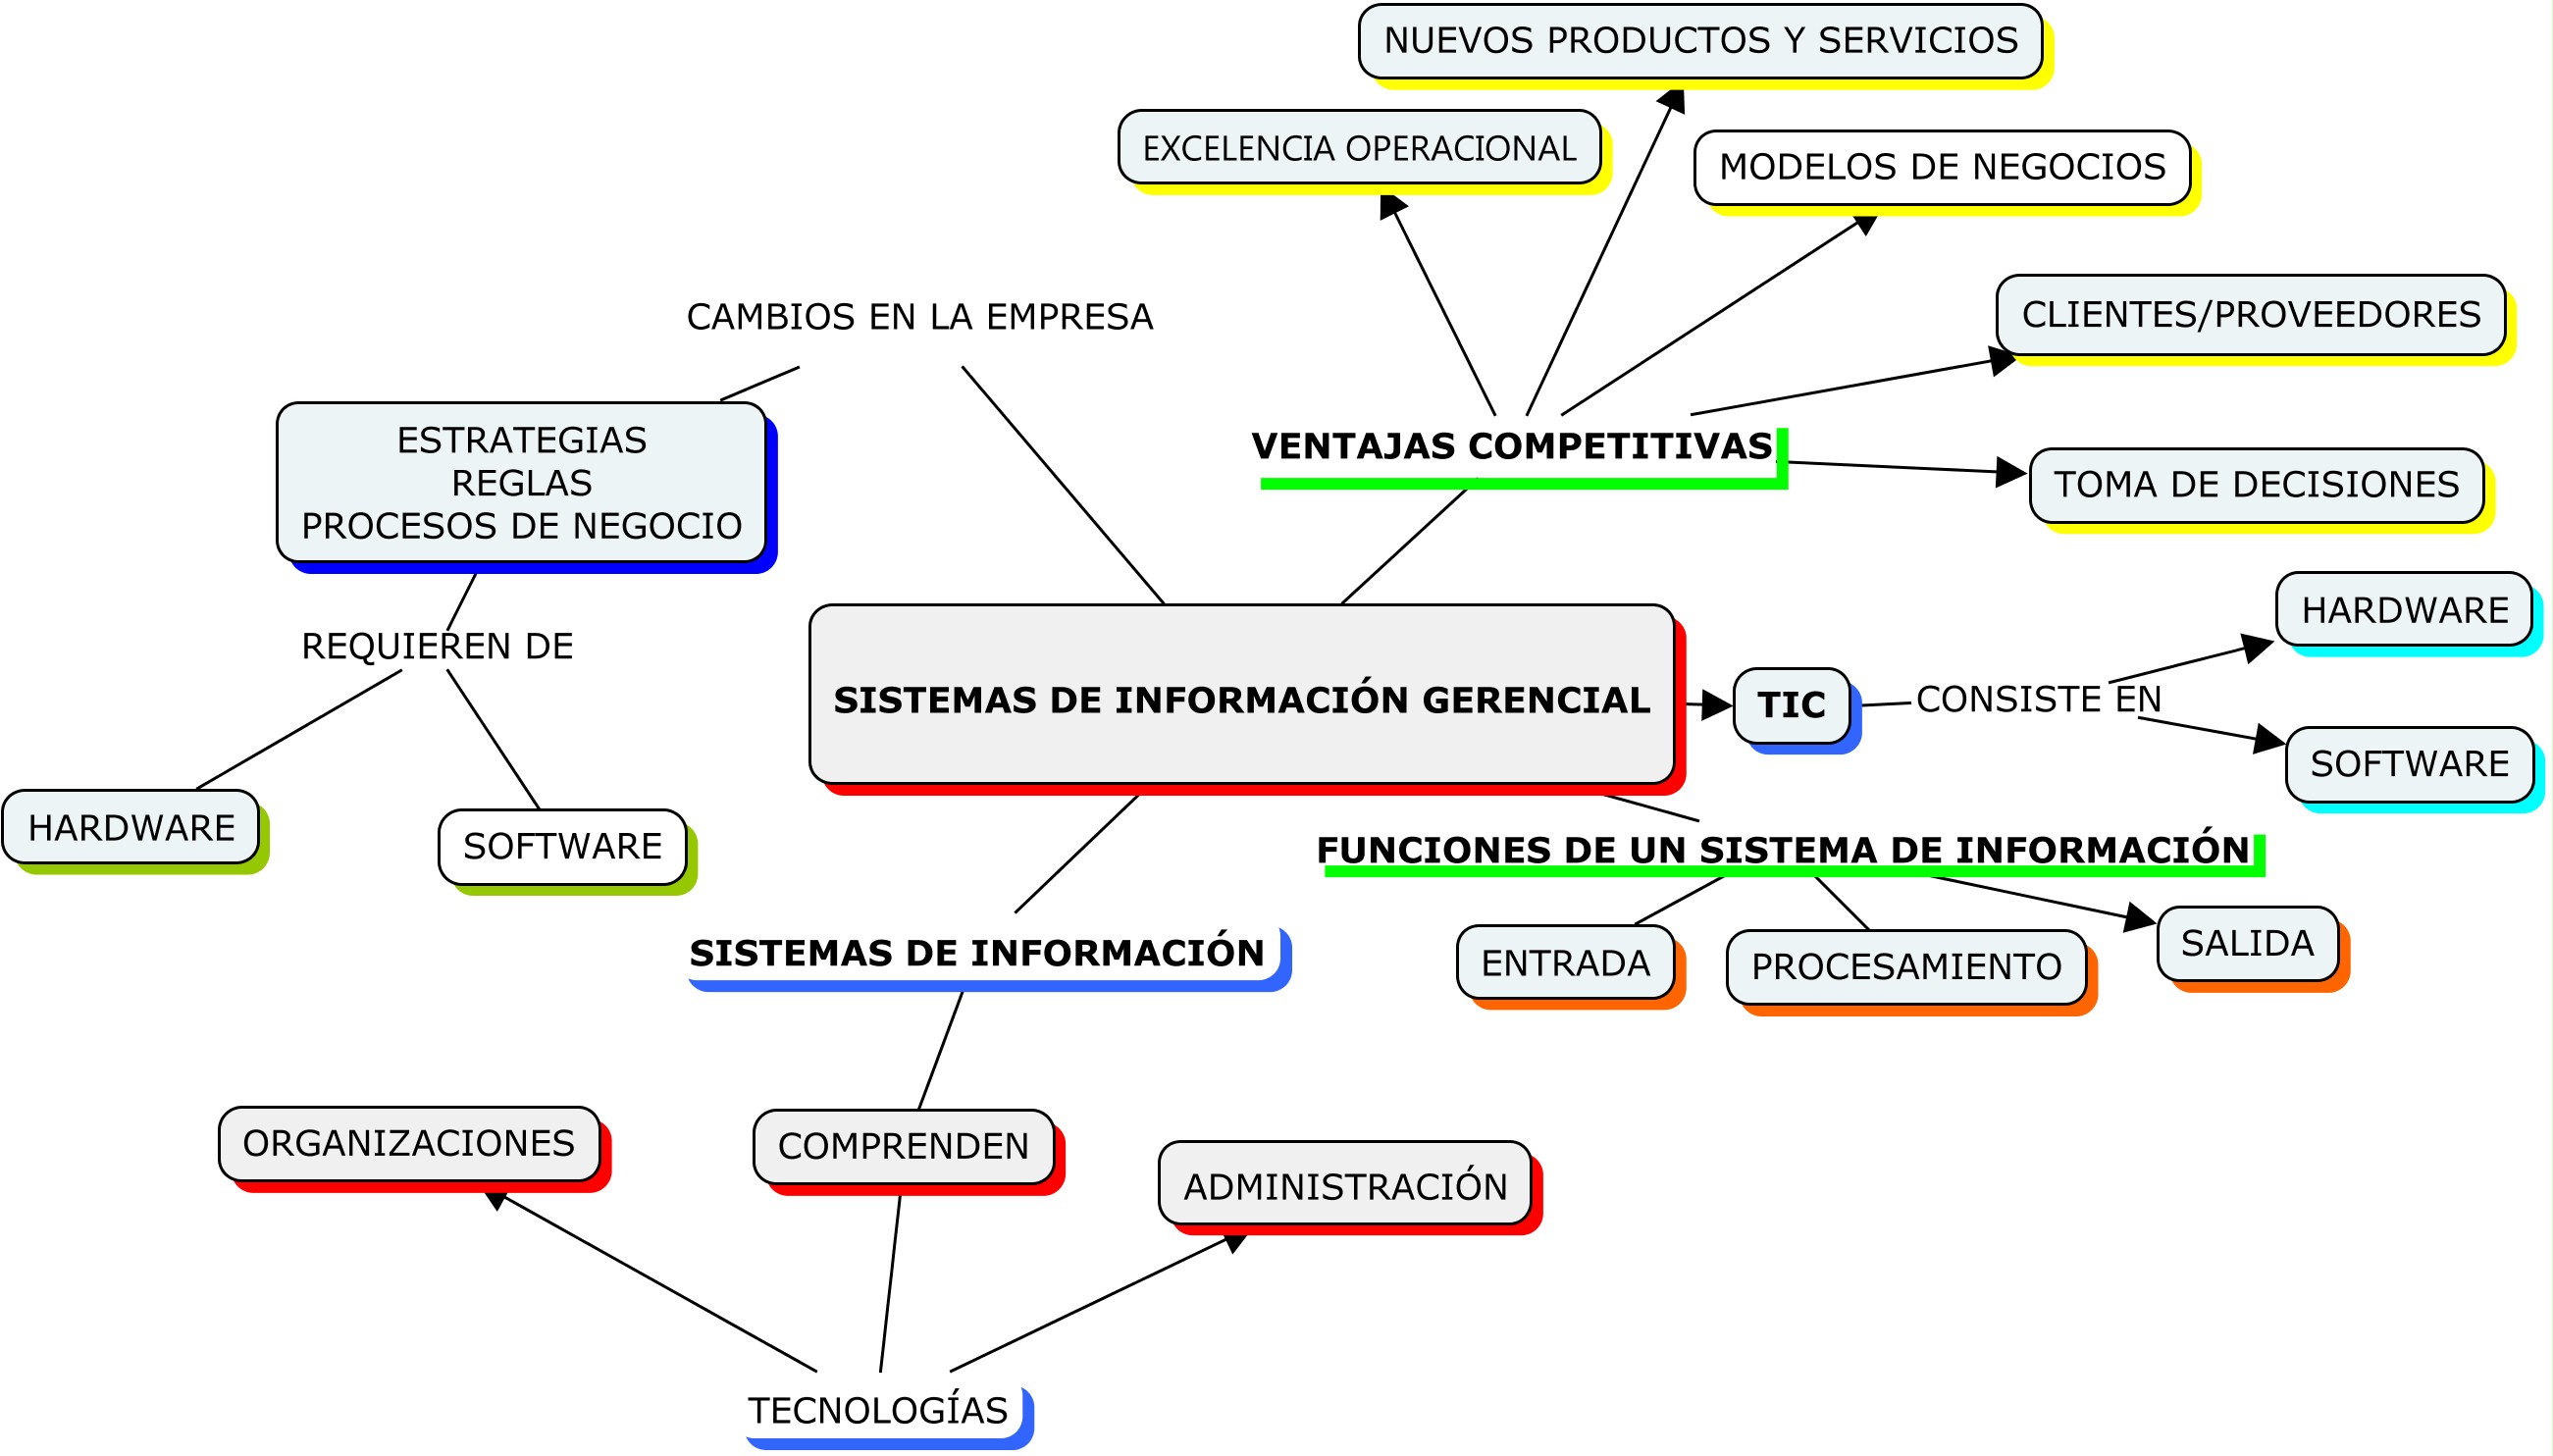 NUEVOS PRODUCTOS Y SERVICIOS
EXCELENCIA OPERACIONAL
MODELOS DE NEGOCIOS
CAMBIOS EN LA EMPRESA
CLIENTES/PROVEEDORES
ESTRATEGIAS
REGLAS
PROCESOS DE NEGOCIO
VENTAJAS COMPETITIVAS
TOMA DE DECISIONES
REQUIEREN DE
HARDWARE
SISTEMAS DE INFORMACIÓN GERENCIAL
TIC
CONSISTE EN
SOFTWARE
HARDWARE
SOFTWARE
FUNCIONES DE UN SISTEMA DE INFORMACIÓN
SISTEMAS DE INFORMACIÓN
ENTRADA
PROCESAMIENTO
SALIDA
ORGANIZACIONES
COMPRENDEN
ADMINISTRACIÓN
TECNOLOGÍAS